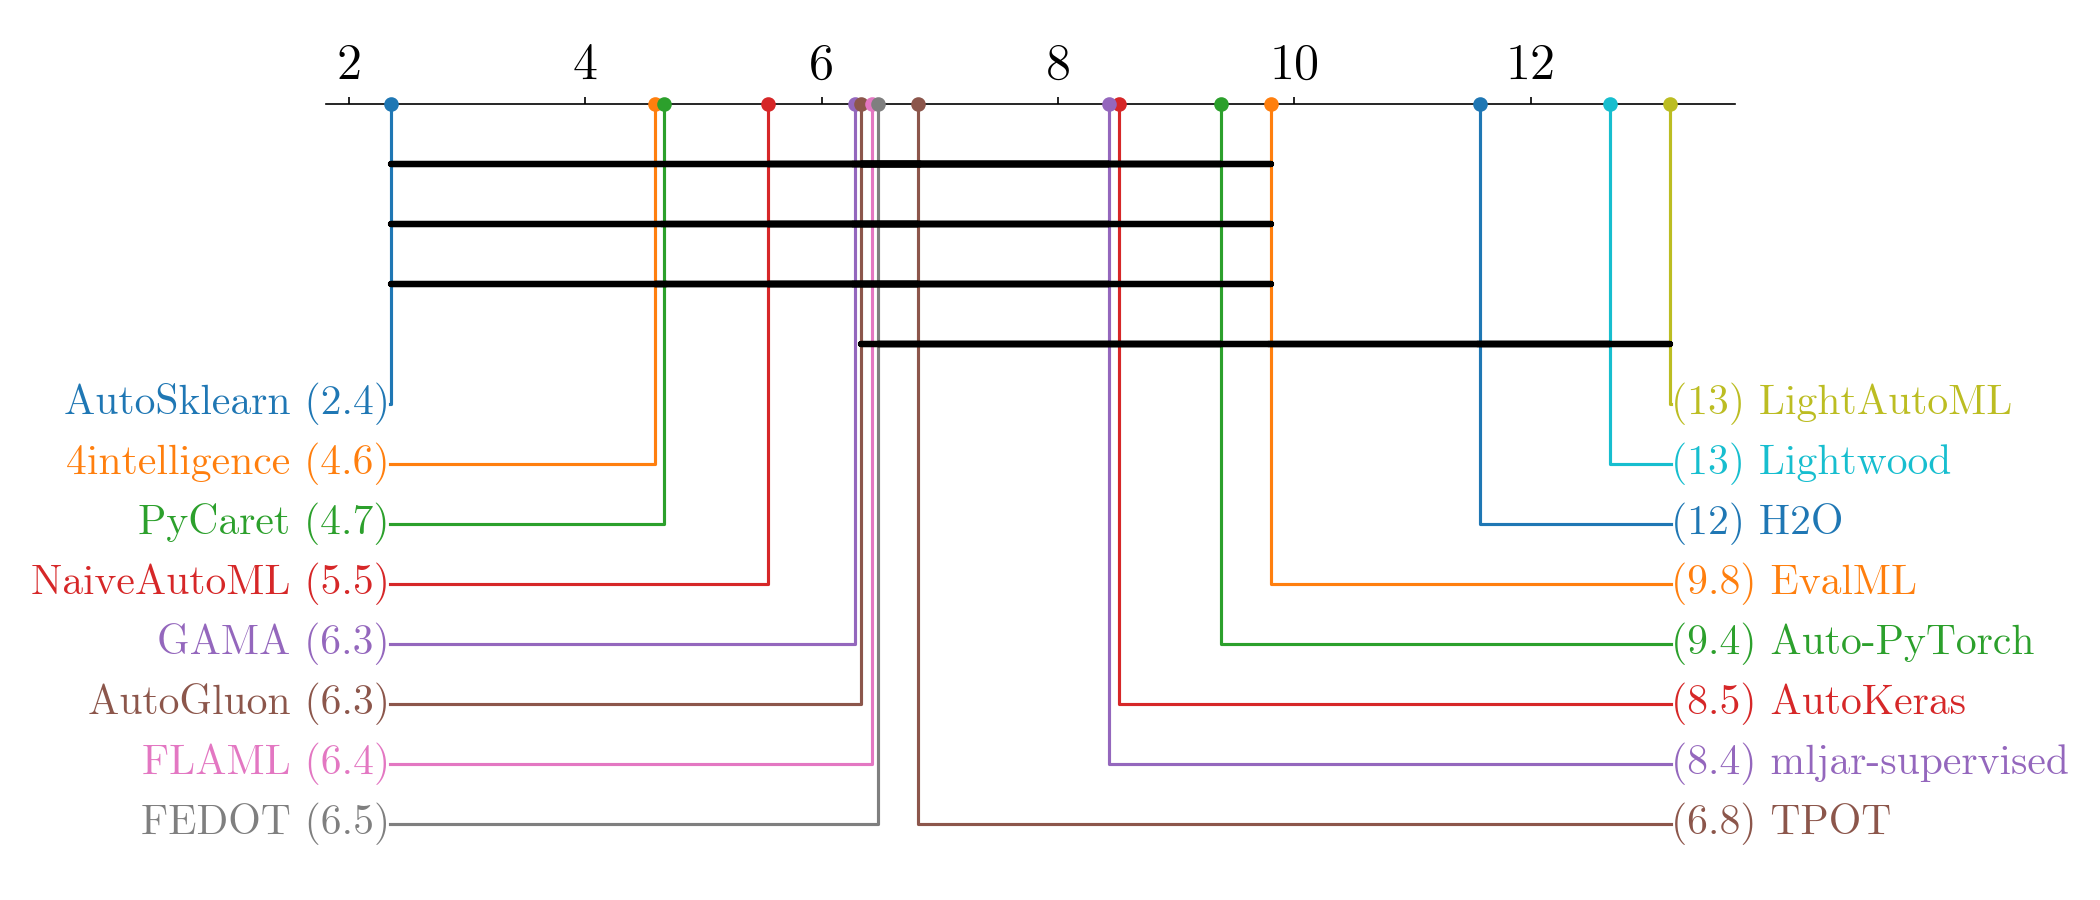 2 4 6 8 10 12
AutoSklearn (2.4)
4intelligence (4.6)
PyCaret (4.7)
NaiveAutoML (5.5)
GAMA (6.3)
AutoGluon (6.3)
FLAML (6.4)
FEDOT (6.5)
(13) LightAutoML
(13) Lightwood
(12) H2O
(9.8) EvalML
(9.4) Auto-PyTorch
(8.5) AutoKeras
(8.4) mljar-supervised
(6.8) TPOT